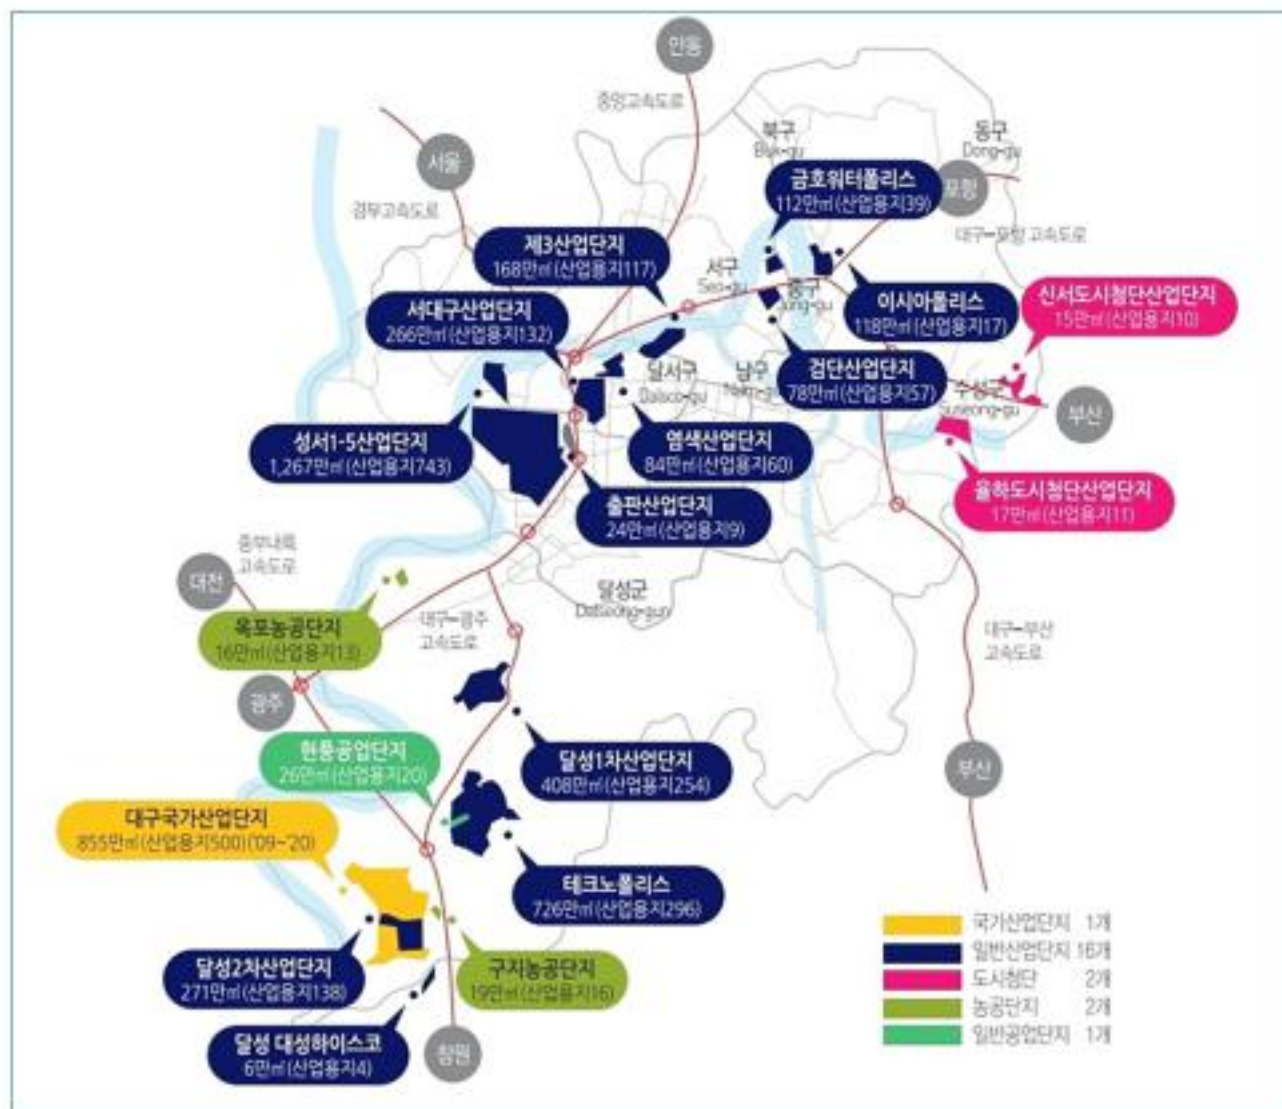 안동
중앙고속도로
북구
Buk-gu
동구
Dong-gu
서울
경부고속도로
금호워터폴리스
112만㎡(산업용지39)
포항
대구-포항 고속도로
제3산업단지
168만㎡(산업용지117)
서구
Seo-gu
중구
Jung-gu
이시아폴리스
118만㎡(산업용지17)
신서도시첨단산업단지
15만㎡(산업용지10)
서대구산업단지
266만㎡(산업용지132)
달서구
Dalseo-gu
남구
Nam-gu
검단산업단지
78만㎡(산업용지57)
수성구
Suseong-gu
부산
성서1-5산업단지
1,267만㎡(산업용지743)
염색산업단지
84만㎡(산업용지60)
출판산업단지
24만㎡(산업용지9)
율하도시첨단산업단지
17만㎡(산업용지11)
중부내륙
고속도로
대전
달성군
Dalseong-gun
옥포농공단지
16만㎡(산업용지13)
대구-광주
고속도로
대구-부산
고속도로
광주
현풍공업단지
26만㎡(산업용지20)
달성1차산업단지
408만㎡(산업용지254)
부산
대구국가산업단지
855만㎡(산업용지500)('09~'20)
테크노폴리스
726만㎡(산업용지296)
달성2차산업단지
271만㎡(산업용지138)
구지농공단지
19만㎡(산업용지16)
달성 대성하이스코
6만㎡(산업용지4)
창원
국가산업단지 1개
일반산업단지 16개
도시첨단 2개
농공단지 2개
일반공업단지 1개